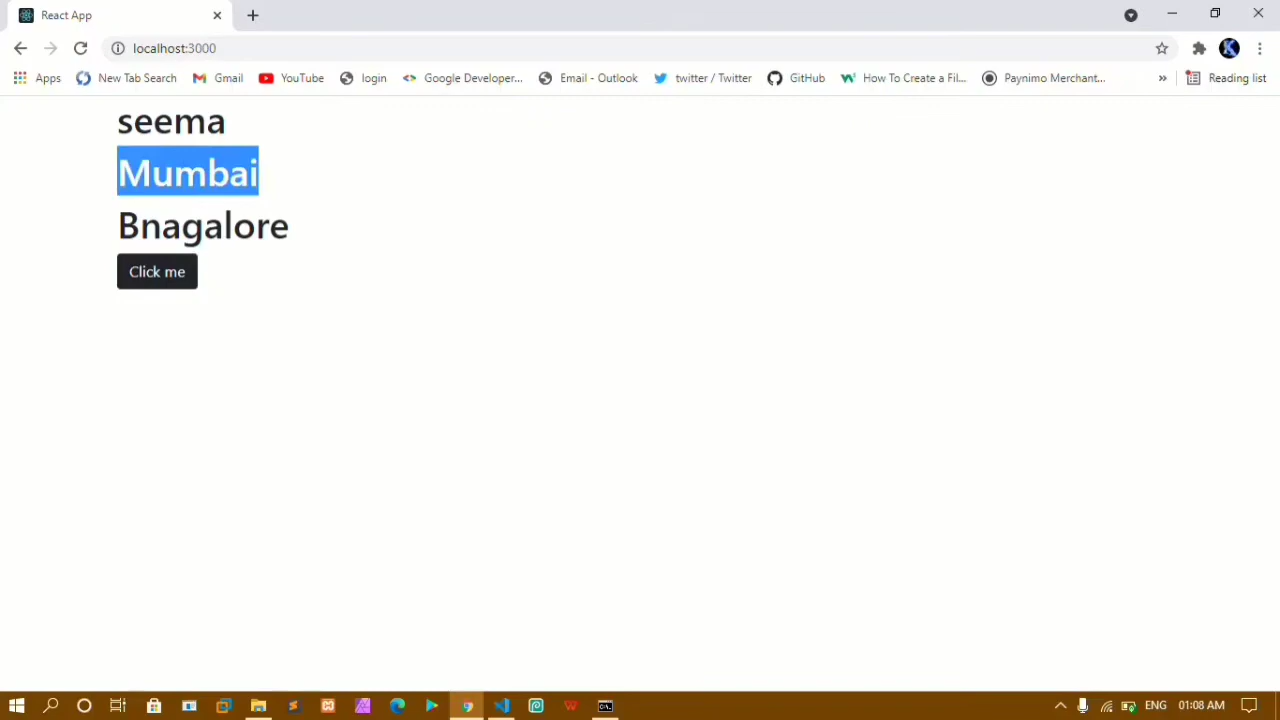 React App
localhost:3000
Apps New Tab Search Gmail YouTube login Google Developer... Email - Outlook twitter / Twitter GitHub How To Create a Fil... Paynimo Merchant... » Reading list
seema
Mumbai
Bnagalore
Click me
ENG 01:08 AM